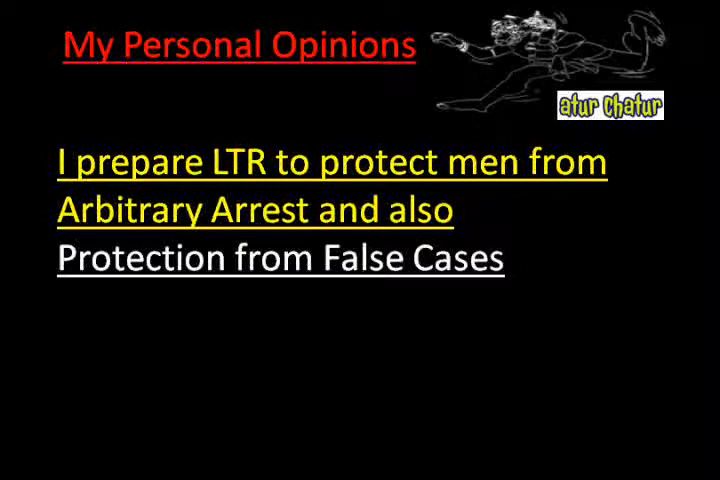 My Personal Opinions
atur chatur
I prepare LTR to protect men from
Arbitrary Arrest and also
Protection from False Cases